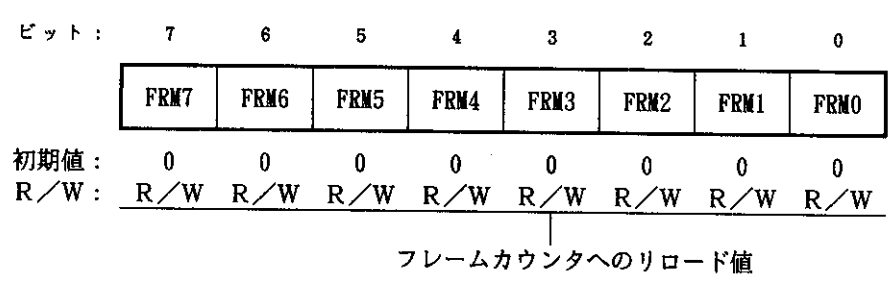 ビット： 7 6 5 4 3 2 1 0
FRM7 FRM6 FRM5 FRM4 FRM3 FRM2 FRM1 FRM0
初期値： 0 0 0 0 0 0 0 0
R／W： R／W R／W R／W R／W R／W R／W R／W R／W
フレームカウンタへのリロード値